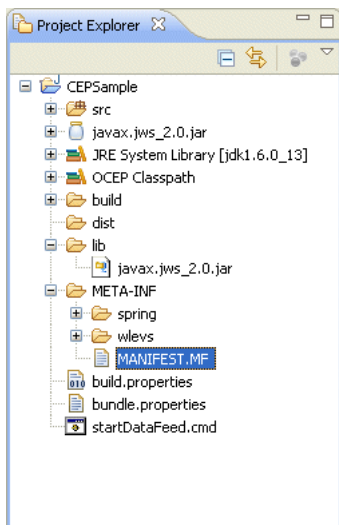 Project Explorer
CEPSample
src
javax.jws_2.0.jar
JRE System Library [jdk1.6.0_13]
OCEP Classpath
build
dist
lib
javax.jws_2.0.jar
META-INF
spring
wlevs
MANIFEST.MF
build.properties
bundle.properties
startDataFeed.cmd